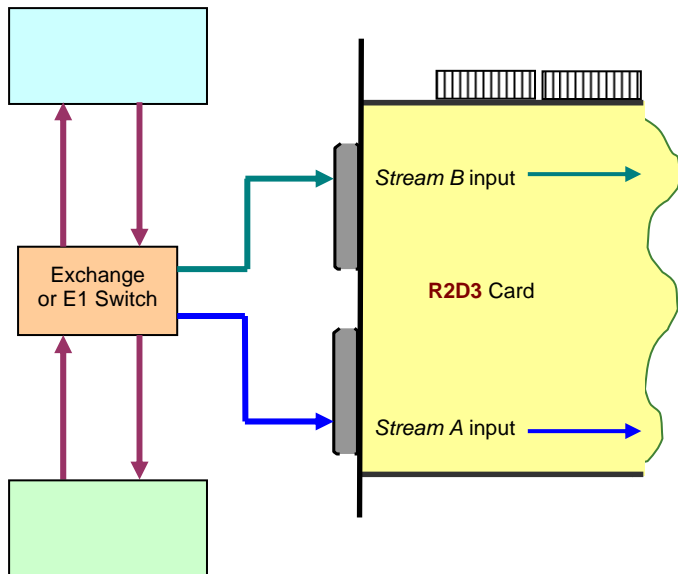 Stream B input
Exchange
or E1 Switch
R2D3 Card
Stream A input